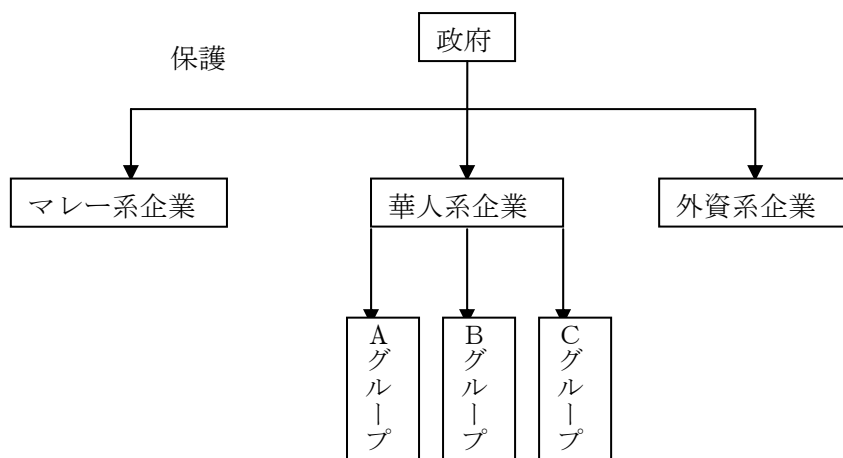 政府
保護
マレー系企業
華人系企業
外資系企業
Aグループ
Bグループ
Cグループ